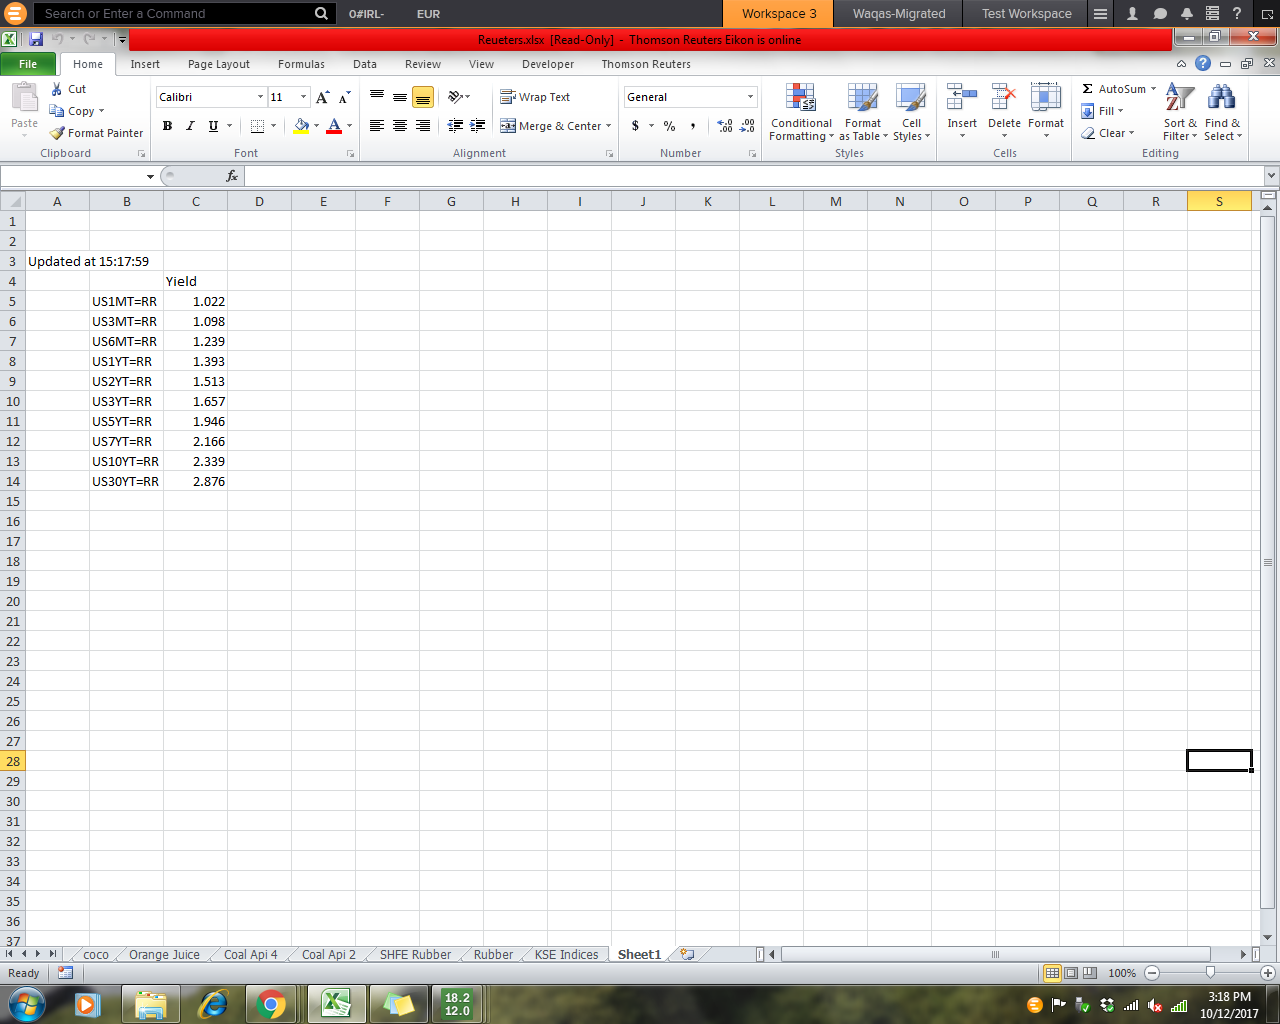 Search or Enter a Command 0#IRL- EUR Workspace 3 Waqas-Migrated Test Workspace ?
Reueters.xlsx [Read-Only] - Thomson Reuters Eikon is online
File Home Insert Page Layout Formulas Data Review View Developer Thomson Reuters
Paste
Cut
Copy
Format Painter
Clipboard
Calibri 11
B I U
Font
Wrap Text
Merge & Center
Alignment
General
$ % ,
Number
Conditional Formatting
Format as Table
Cell Styles
Styles
Insert Delete Format
Cells
AutoSum
Fill
Clear
Sort & Filter
Find & Select
Editing
fx
A B C D E F G H I J K L M N O P Q R S
1
2
3 Updated at 15:17:59
4 Yield
5 US1MT=RR 1.022
6 US3MT=RR 1.098
7 US6MT=RR 1.239
8 US1YT=RR 1.393
9 US2YT=RR 1.513
10 US3YT=RR 1.657
11 US5YT=RR 1.946
12 US7YT=RR 2.166
13 US10YT=RR 2.339
14 US30YT=RR 2.876
15
16
17
18
19
20
21
22
23
24
25
26
27
28
29
30
31
32
33
34
35
36
37
coco Orange Juice Coal Api 4 Coal Api 2 SHFE Rubber Rubber KSE Indices Sheet1
Ready 100%
18.2
12.0
3:18 PM
10/12/2017